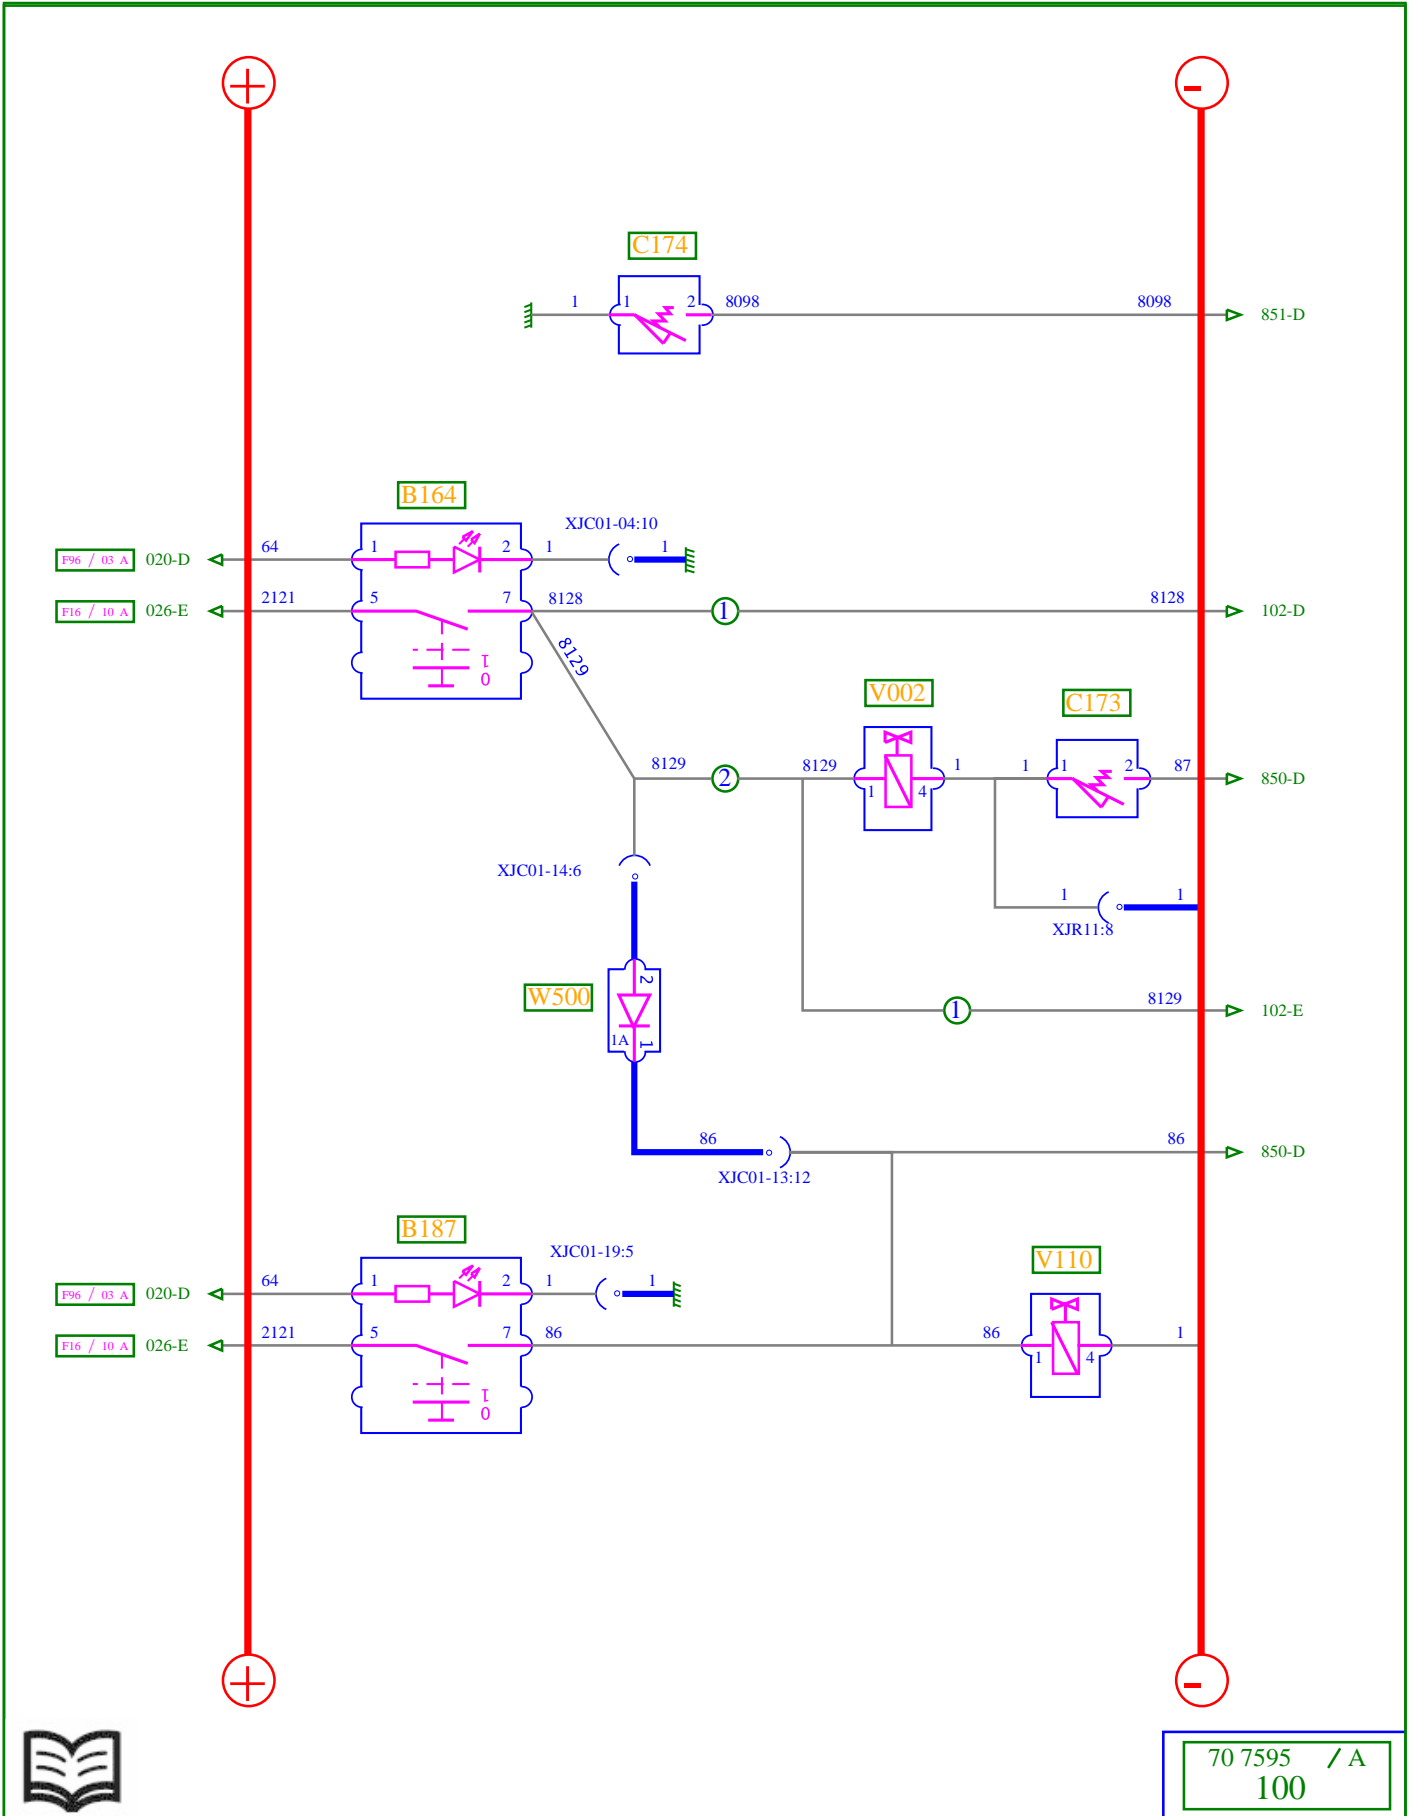 C174
1 1 2 8098 8098 851-D
B164
XJC01-04:10
F96 / 03 A 020-D 64 1 2 1 1
F16 / 10 A 026-E 2121 5 7 8128 1 8128 102-D
8129
1
0
V002 C173
8129 2 8129 1 4 1 1 1 2 87 850-D
XJC01-14:6
1 1
XJR11:8
W500
2
1A 1
1 8129 102-E
86 86 850-D
XJC01-13:12
B187
XJC01-19:5
V110
F96 / 03 A 020-D 64 1 2 1 1
F16 / 10 A 026-E 2121 5 7 86 86 1 4 1
1
0
70 7595 / A
100